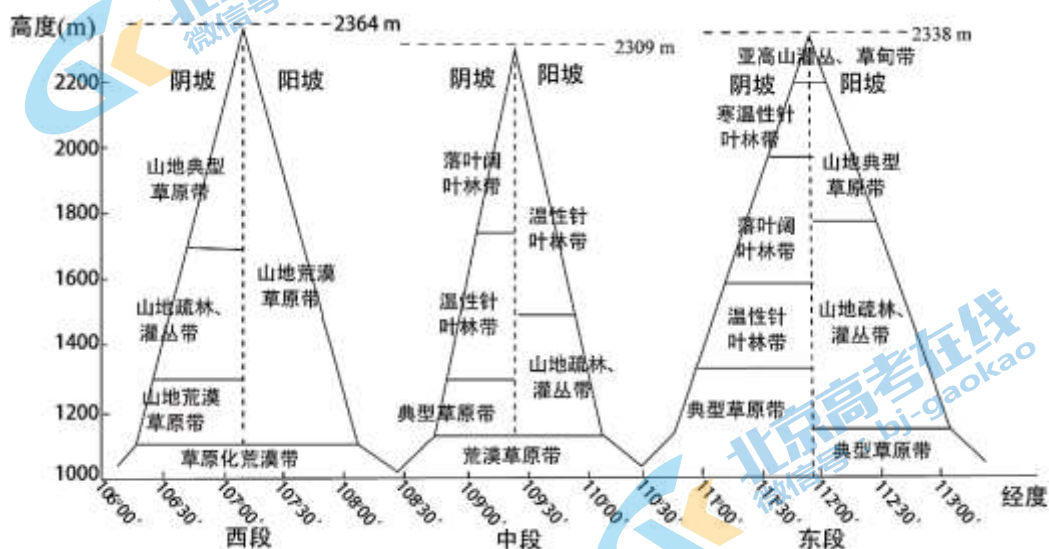 高度(m)
2364 m
2309 m
2338 m
2200
2000
1800
1600
1400
1200
1000
阴坡
阳坡
山地典型
草原带
山地疏林、
灌丛带
山地荒漠
草原带
山地荒漠
草原带
草原化荒漠带
阴坡
阳坡
落叶阔
叶林带
温性针
叶林带
温性针
叶林带
山地疏林、
灌丛带
典型草原带
荒漠草原带
亚高山灌丛、草甸带
阴坡
阳坡
寒温性针
叶林带
山地典型
草原带
落叶阔
叶林带
温性针
叶林带
山地疏林、
灌丛带
典型草原带
典型草原带
106°00′
106°30′
107°00′
107°30′
108°00′
108°30′
109°00′
109°30′
110°00′
110°30′
111°00′
111°30′
112°00′
112°30′
113°00′
经度
西段
中段
东段
北京高考在线
微信号:bj-gaokao